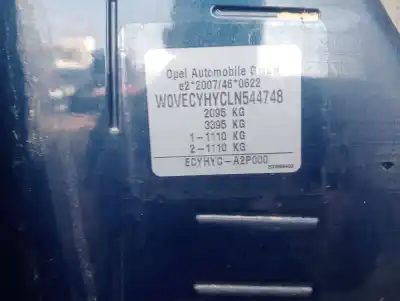 Opel Automobile GmbH
e2*2007/46*0622
W0VECYHYCLN544748
2095 KG
3395 KG
1-1110 KG
2-1110 KG
ECYHYC-A2P000